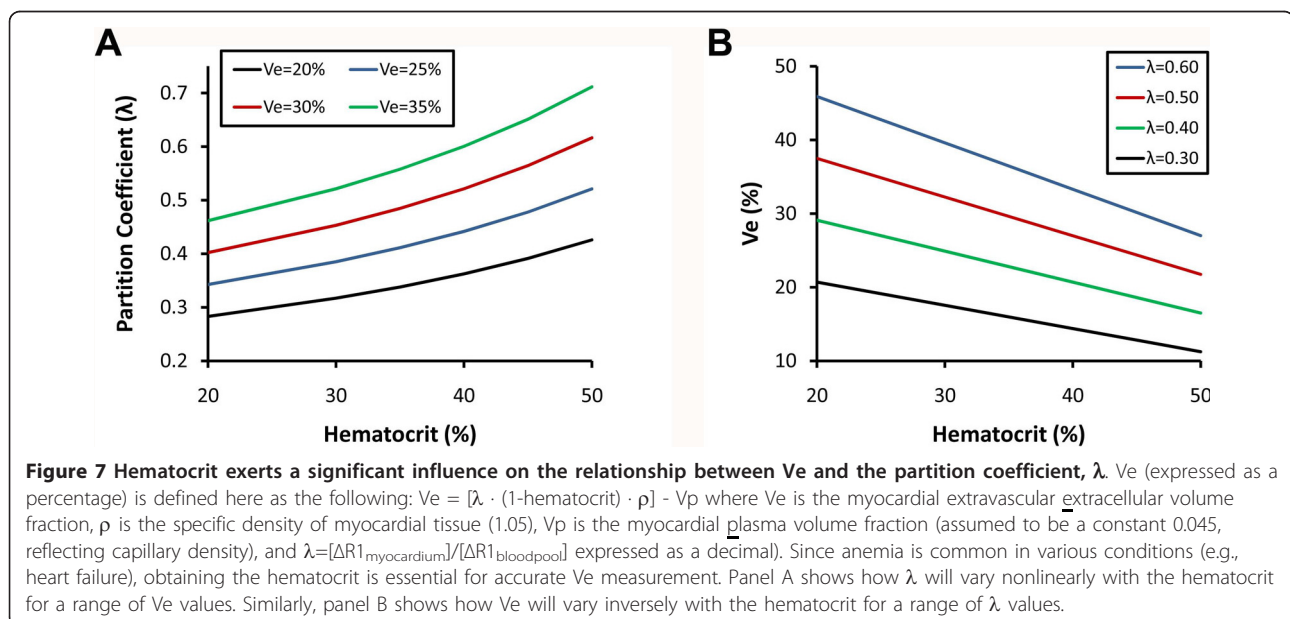 A
Ve=20% Ve=25%
Ve=30% Ve=35%
Partition Coefficient (λ)
0.7
0.6
0.5
0.4
0.3
0.2
20 30 40 50
Hematocrit (%)
B
λ=0.60
λ=0.50
λ=0.40
λ=0.30
Ve (%)
50
40
30
20
10
20 30 40 50
Hematocrit (%)
Figure 7 Hematocrit exerts a significant influence on the relationship between Ve and the partition coefficient, λ. Ve (expressed as a
percentage) is defined here as the following: Ve = [λ · (1-hematocrit) · ρ] - Vp where Ve is the myocardial extravascular extracellular volume
fraction, ρ is the specific density of myocardial tissue (1.05), Vp is the myocardial plasma volume fraction (assumed to be a constant 0.045,
reflecting capillary density), and λ=[ΔR1myocardium]/[ΔR1bloodpool] expressed as a decimal). Since anemia is common in various conditions (e.g.,
heart failure), obtaining the hematocrit is essential for accurate Ve measurement. Panel A shows how λ will vary nonlinearly with the hematocrit
for a range of Ve values. Similarly, panel B shows how Ve will vary inversely with the hematocrit for a range of λ values.